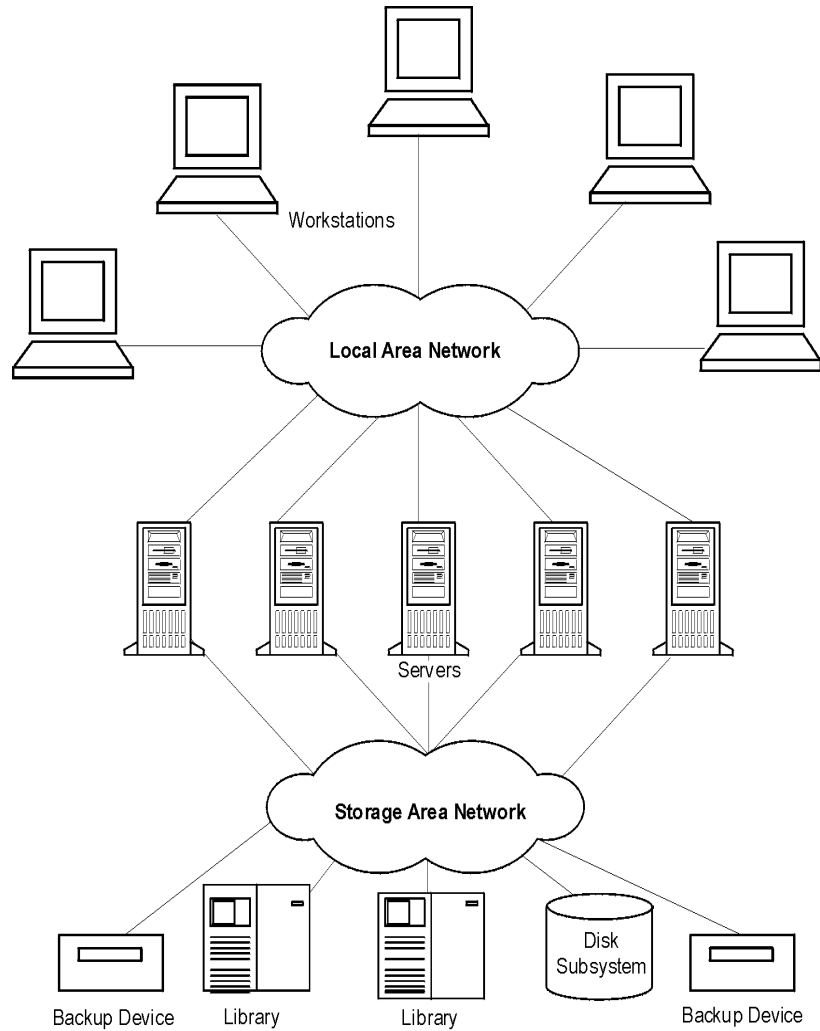 Workstations
Local Area Network
Servers
Storage Area Network
Disk
Subsystem
Backup Device
Library
Library
Backup Device